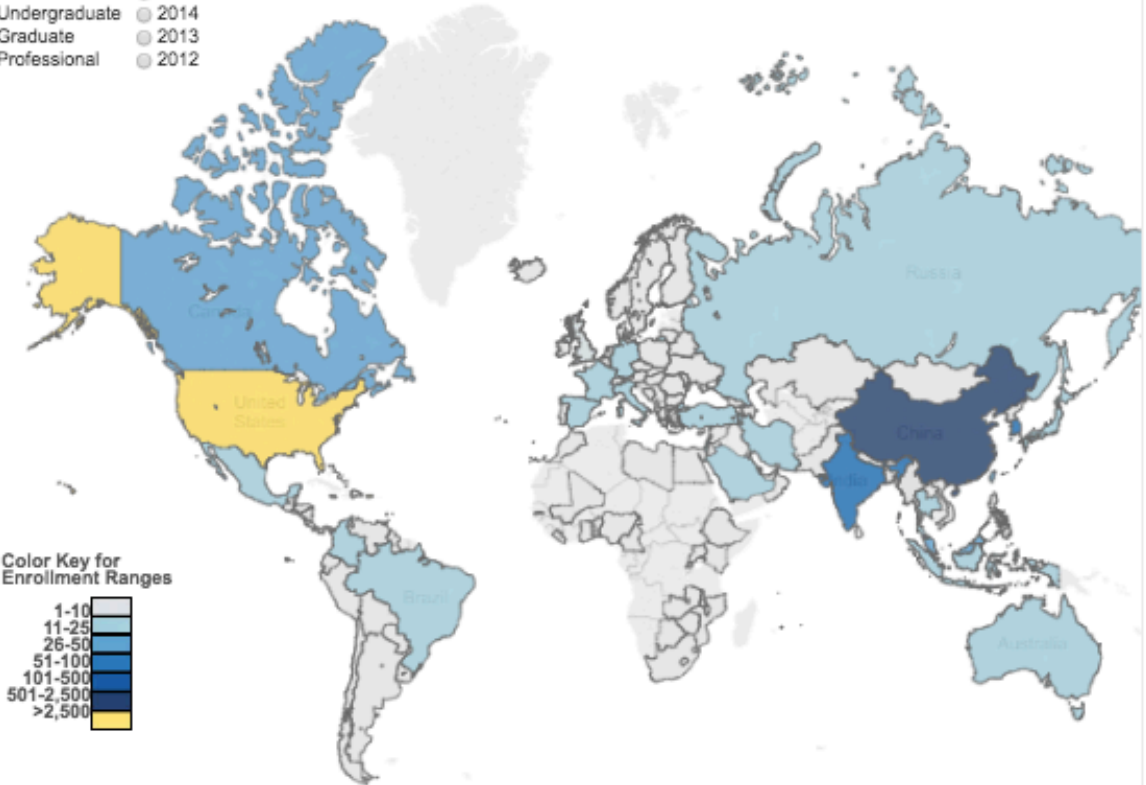 Undergraduate
2014
Graduate
2013
Professional
2012
Canada
United
States
Russia
China
India
Brazil
Australia
Color Key for
Enrollment Ranges
1-10
11-25
26-50
51-100
101-500
501-2,500
>2,500